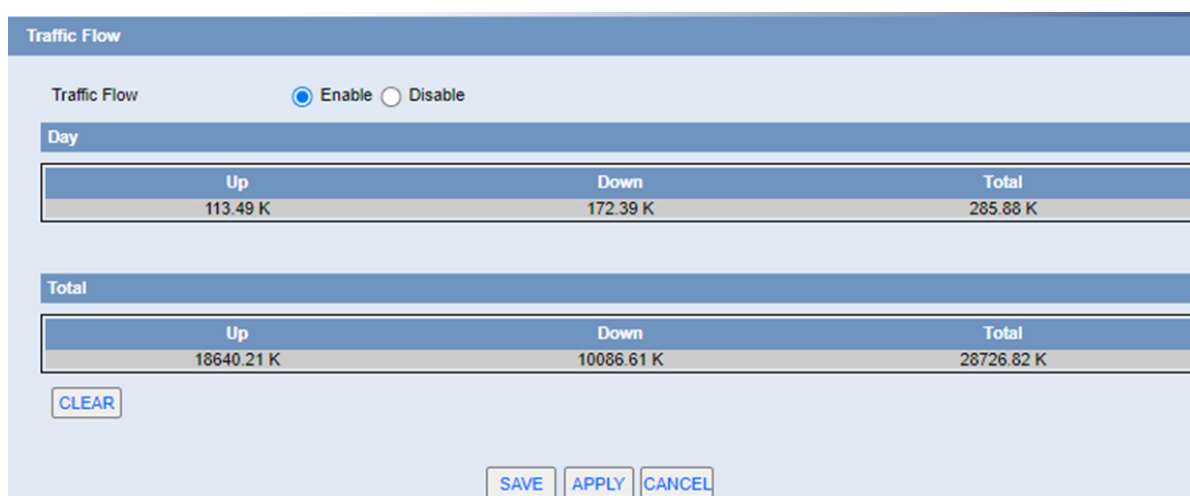 Traffic Flow
Traffic Flow Enable Disable
Day
Up Down Total
113.49 K 172.39 K 285.88 K
Total
Up Down Total
18640.21 K 10086.61 K 28726.82 K
CLEAR
SAVE APPLY CANCEL